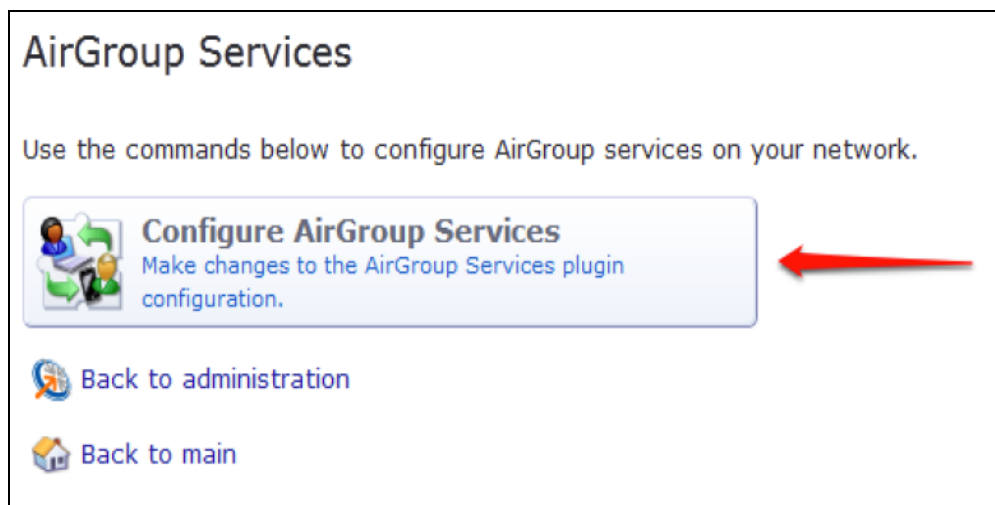 AirGroup Services
Use the commands below to configure AirGroup services on your network.
Configure AirGroup Services
Make changes to the AirGroup Services plugin
configuration.
Back to administration
Back to main